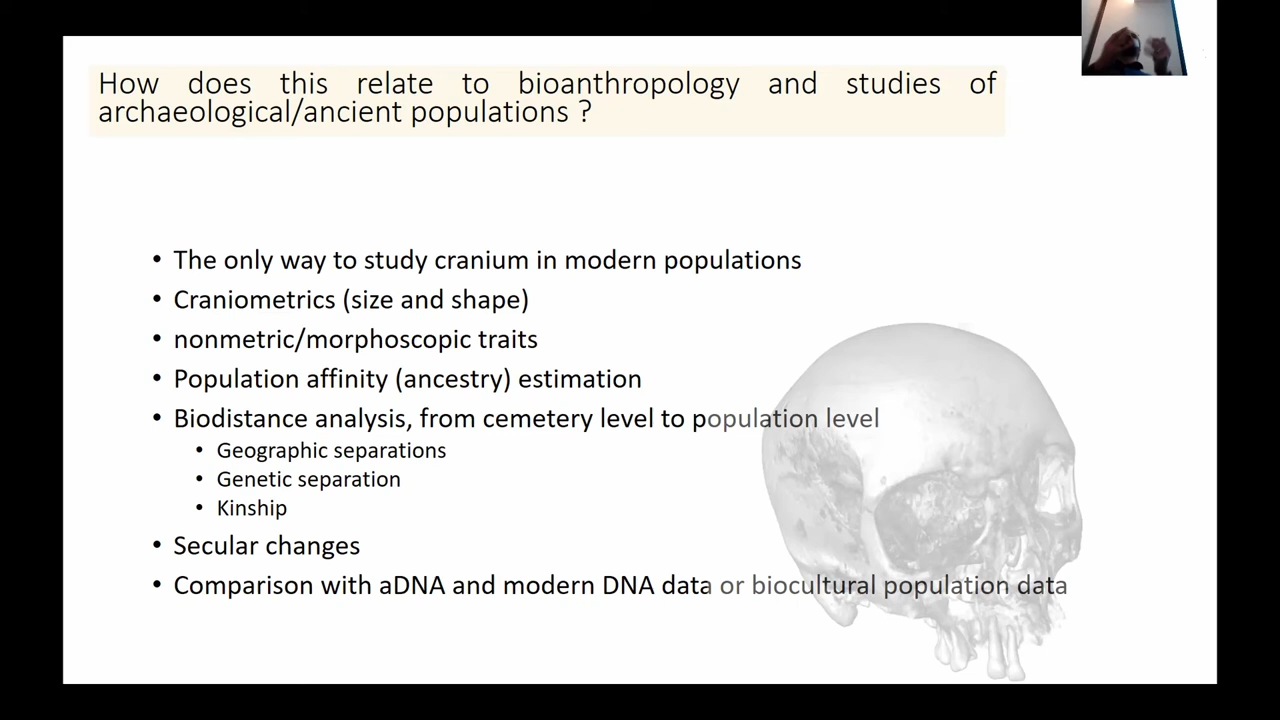 How does this relate to bioanthropology and studies of
archaeological/ancient populations ?
• The only way to study cranium in modern populations
• Craniometrics (size and shape)
• nonmetric/morphoscopic traits
• Population affinity (ancestry) estimation
• Biodistance analysis, from cemetery level to population level
• Geographic separations
• Genetic separation
• Kinship
• Secular changes
• Comparison with aDNA and modern DNA data or biocultural population data